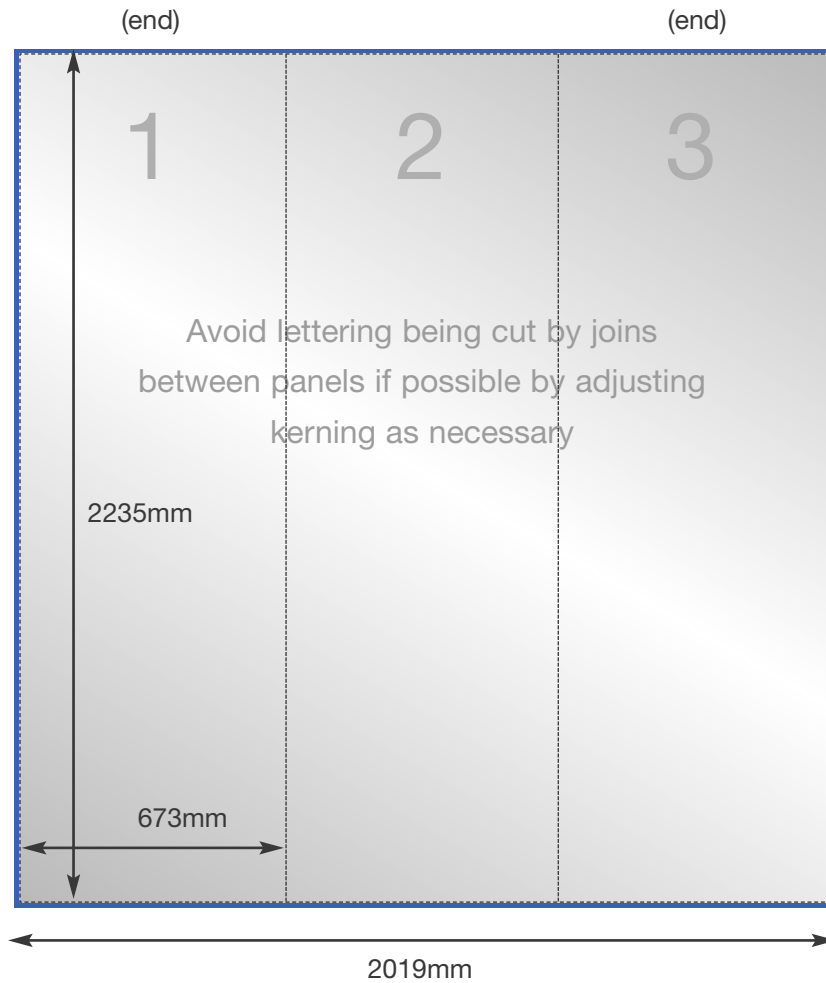 (end) (end)
1 2 3
Avoid lettering being cut by joins
between panels if possible by adjusting
kerning as necessary
2235mm
673mm
2019mm